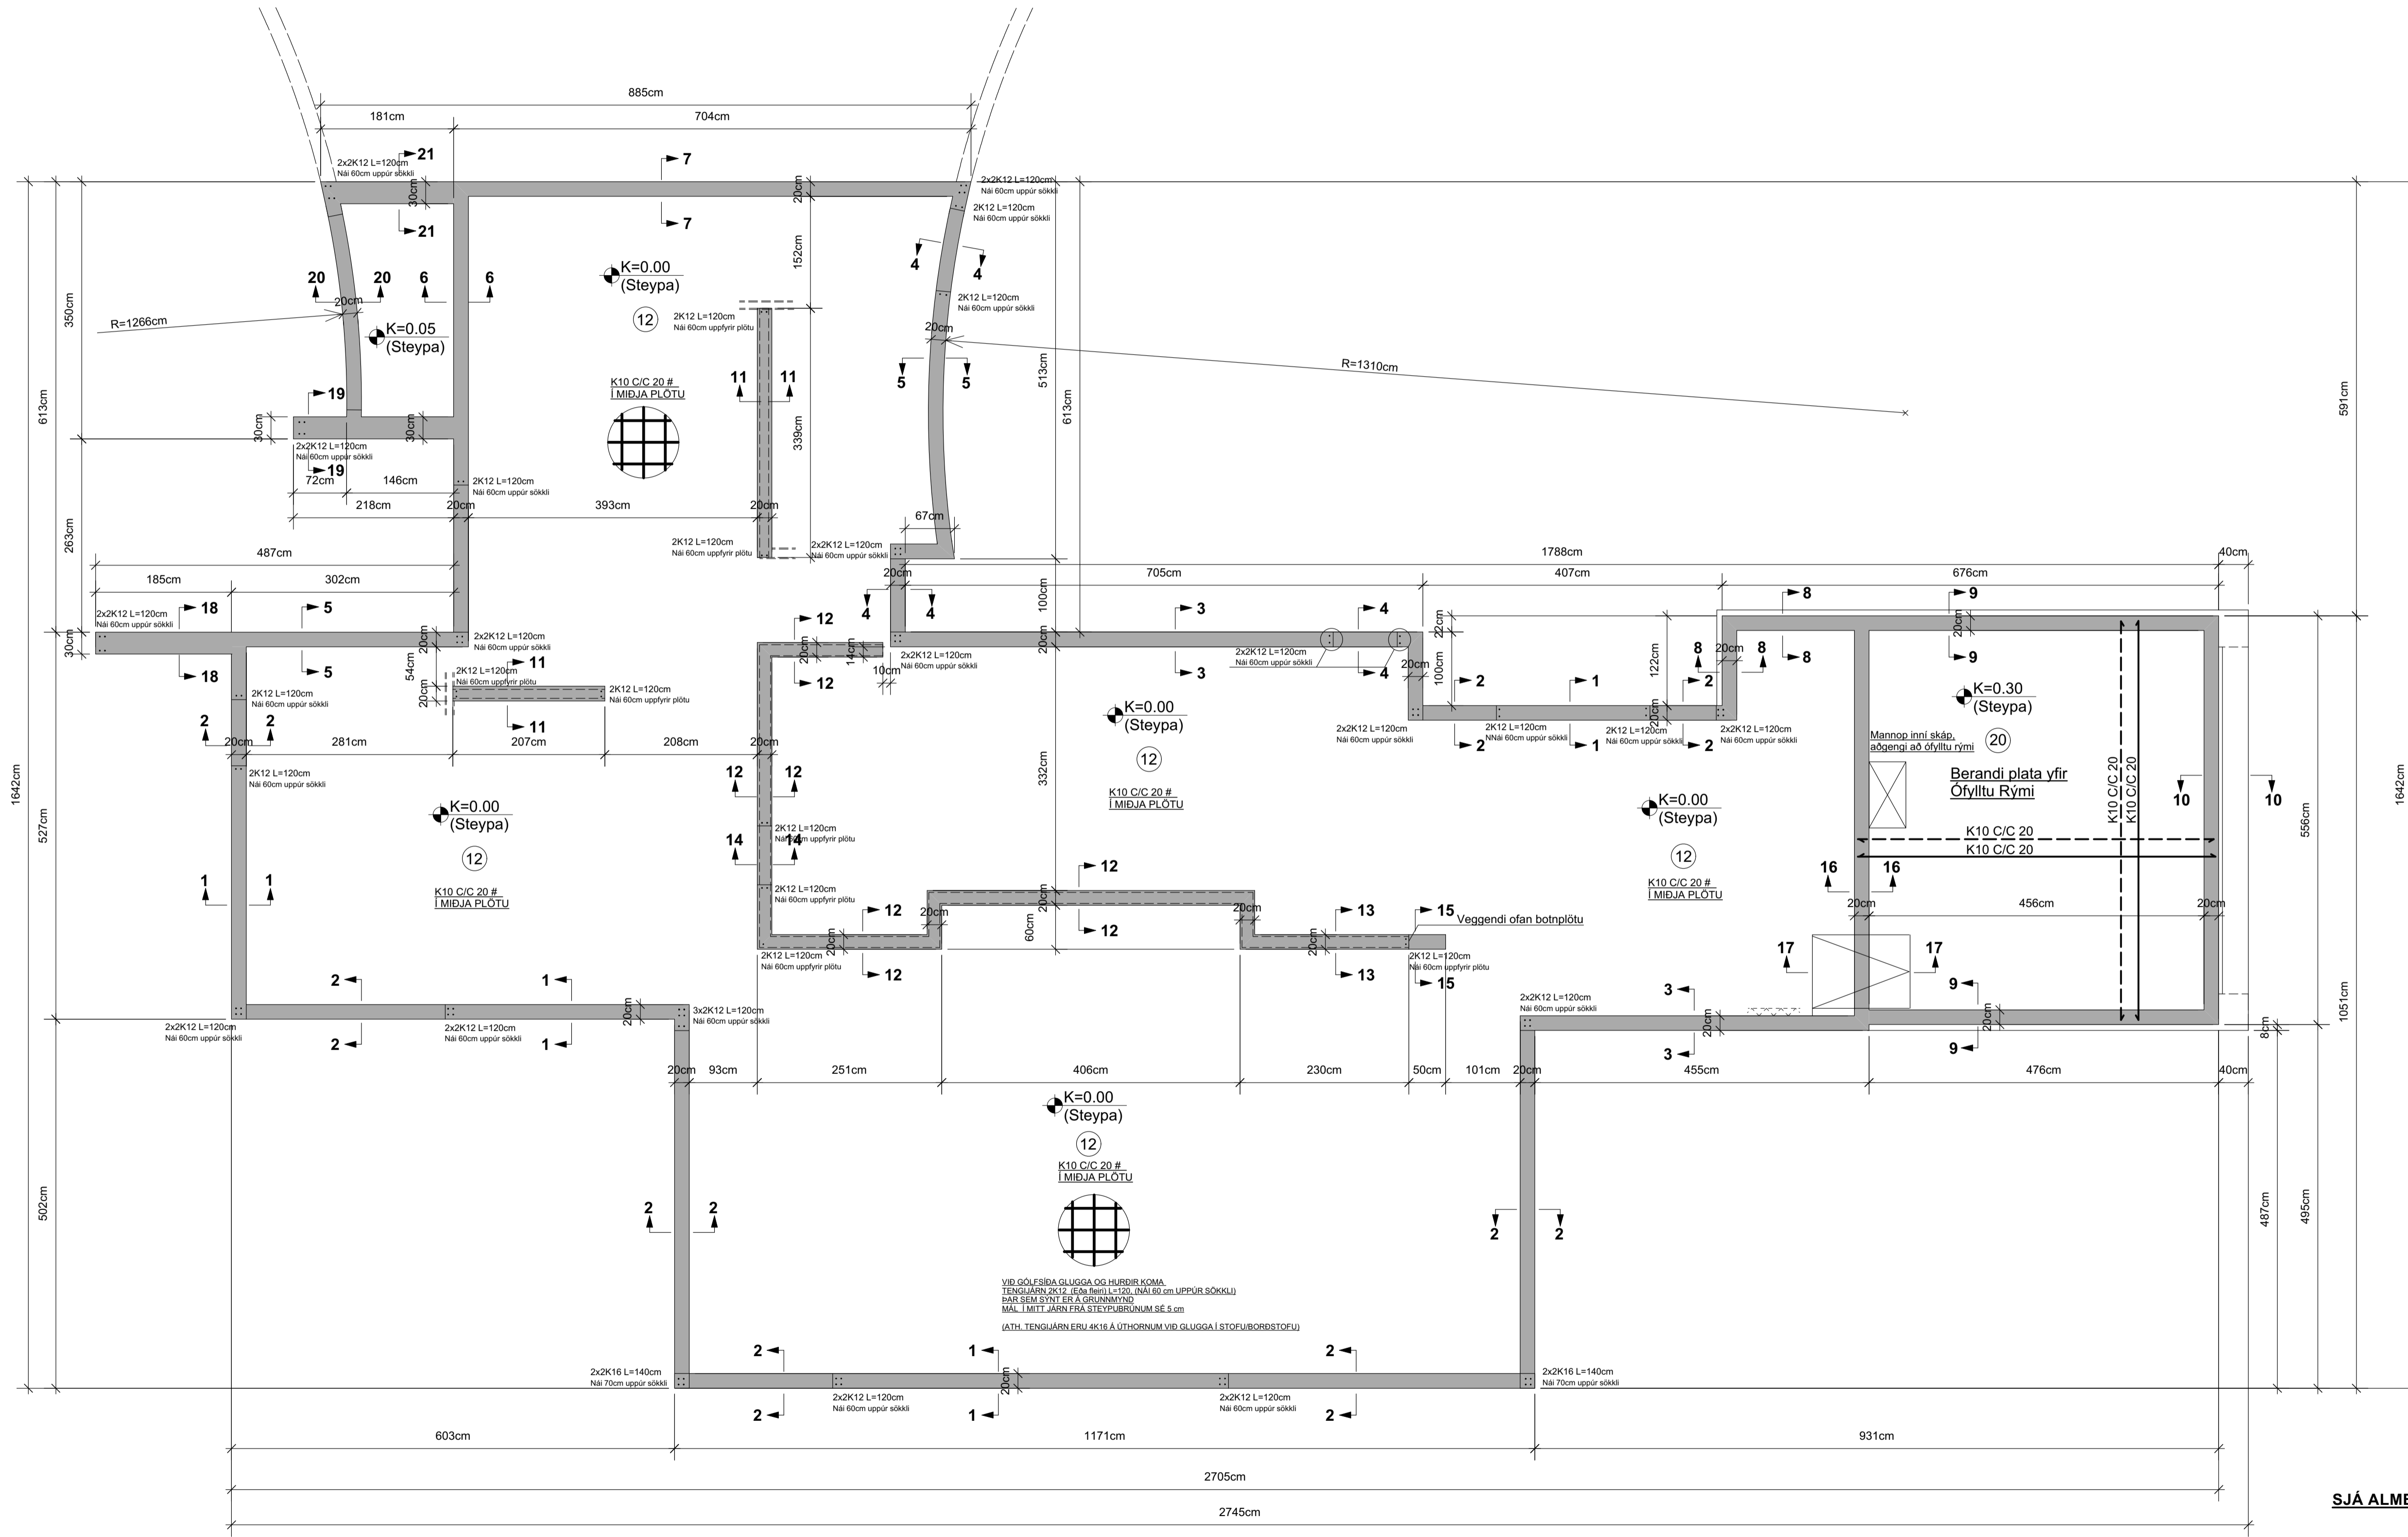 885cm
181cm
704cm
21
7
2x2K12 L=120cm
Nái 60cm uppúr sökkli
30cm
20cm
2x2K12 L=120cm
Nái 60cm uppúr sökkli
2K12 L=120cm
Nái 60cm uppúr sökkli
21
7
152cm
4
4
K=0.00
(Steypa)
12
20
20
6
6
20cm
350cm
R=1266cm
K=0.05
(Steypa)
2K12 L=120cm
Nái 60cm uppfyrir plötu
2K12 L=120cm
Nái 60cm uppúr sökkli
20cm
R=1310cm
591cm
613cm
K10 C/C 20 #
Í MIÐJA PLÖTU
11
11
5
5
513cm
613cm
19
30cm
30cm
339cm
2x2K12 L=120cm
Nái 60cm uppúr sökkli
19
72cm
146cm
2K12 L=120cm
Nái 60cm uppúr sökkli
218cm
20cm
393cm
20cm
67cm
263cm
487cm
2K12 L=120cm
Nái 60cm uppfyrir plötu
2x2K12 L=120cm
Nái 60cm uppúr sökkli
1788cm
40cm
185cm
302cm
20cm
705cm
407cm
676cm
2x2K12 L=120cm
Nái 60cm uppúr sökkli
18
5
12
4
4
100cm
3
4
8
9
30cm
20cm
2x2K12 L=120cm
Nái 60cm uppúr sökkli
20cm
14cm
10cm
2x2K12 L=120cm
Nái 60cm uppúr sökkli
20cm
2x2K12 L=120cm
Nái 60cm uppúr sökkli
22cm
20cm
100cm
122cm
20cm
8
8
20cm
18
5
54cm
20cm
2K12 L=120cm
Nái 60cm uppfyrir plötu
11
11
2K12 L=120cm
Nái 60cm uppfyrir plötu
12
3
4
8
9
2K12 L=120cm
Nái 60cm uppúr sökkli
2
2
2
1
2
K=0.30
(Steypa)
20
K=0.00
(Steypa)
12
20cm
281cm
207cm
208cm
20cm
2x2K12 L=120cm
Nái 60cm uppúr sökkli
2K12 L=120cm
NNái 60cm uppúr sökkli
2K12 L=120cm
Nái 60cm uppúr sökkli
20cm
2x2K12 L=120cm
Nái 60cm uppúr sökkli
2
1
2
Mannop inní skáp,
aðgengi að ófylltu rými
Berandi plata yfir
Ófylltu Rými
2K12 L=120cm
Nái 60cm uppúr sökkli
12
12
332cm
K10 C/C 20 #
Í MIÐJA PLÖTU
K10 C/C 20
K10 C/C 20
10
10
1642cm
1642cm
527cm
K=0.00
(Steypa)
12
K=0.00
(Steypa)
12
556cm
2K12 L=120cm
Nái 60cm uppfyrir plötu
14
14
K10 C/C 20
K10 C/C 20
1
1
K10 C/C 20 #
Í MIÐJA PLÖTU
2K12 L=120cm
Nái 60cm uppfyrir plötu
12
20cm
16
16
K10 C/C 20 #
Í MIÐJA PLÖTU
12
20cm
20cm
13
15
Veggendi ofan botnplötu
20cm
456cm
20cm
20cm
60cm
12
20cm
17
17
2K12 L=120cm
Nái 60cm uppfyrir plötu
12
13
15
2K12 L=120cm
Nái 60cm uppfyrir plötu
2
1
3
9
1051cm
2x2K12 L=120cm
Nái 60cm uppúr sökkli
2x2K12 L=120cm
Nái 60cm uppúr sökkli
20cm
3x2K12 L=120cm
Nái 60cm uppúr sökkli
2x2K12 L=120cm
Nái 60cm uppúr sökkli
20cm
20cm
8cm
2
1
3
9
20cm
93cm
251cm
406cm
230cm
50cm
101cm
20cm
455cm
476cm
40cm
K=0.00
(Steypa)
12
K10 C/C 20 #
Í MIÐJA PLÖTU
502cm
2
2
2
2
487cm
495cm
VIÐ GÓLFSÍÐA GLUGGA OG HURÐIR KOMA
TENGIJÁRN 2K12 (Eða fleiri) L=120, (NÁI 60 cm UPPÚR SÖKKLI)
ÞAR SEM SÝNT ER Á GRUNNMYND
MÁL Í MITT JÁRN FRÁ STEYPUBRÚNUM SÉ 5 cm
(ATH. TENGIJÁRN ERU 4K16 Á ÚTHORNUM VIÐ GLUGGA Í STOFU/BORÐSTOFU)
2
1
2
2x2K16 L=140cm
Nái 70cm uppúr sökkli
20cm
2x2K16 L=140cm
Nái 70cm uppúr sökkli
2x2K12 L=120cm
Nái 60cm uppúr sökkli
2x2K12 L=120cm
Nái 60cm uppúr sökkli
2
1
2
603cm
1171cm
931cm
2705cm
2745cm
SJÁ ALME